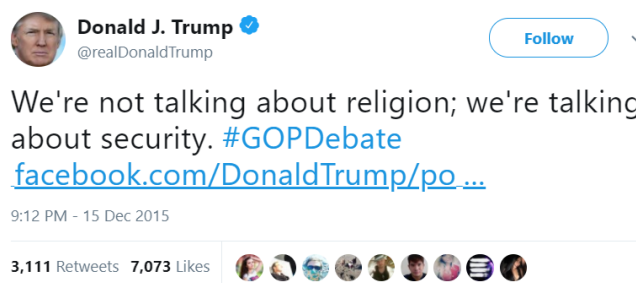 Donald J. Trump
@realDonaldTrump
Follow
We're not talking about religion; we're talking
about security. #GOPDebate
facebook.com/DonaldTrump/po ...
9:12 PM - 15 Dec 2015
3,111 Retweets 7,073 Likes